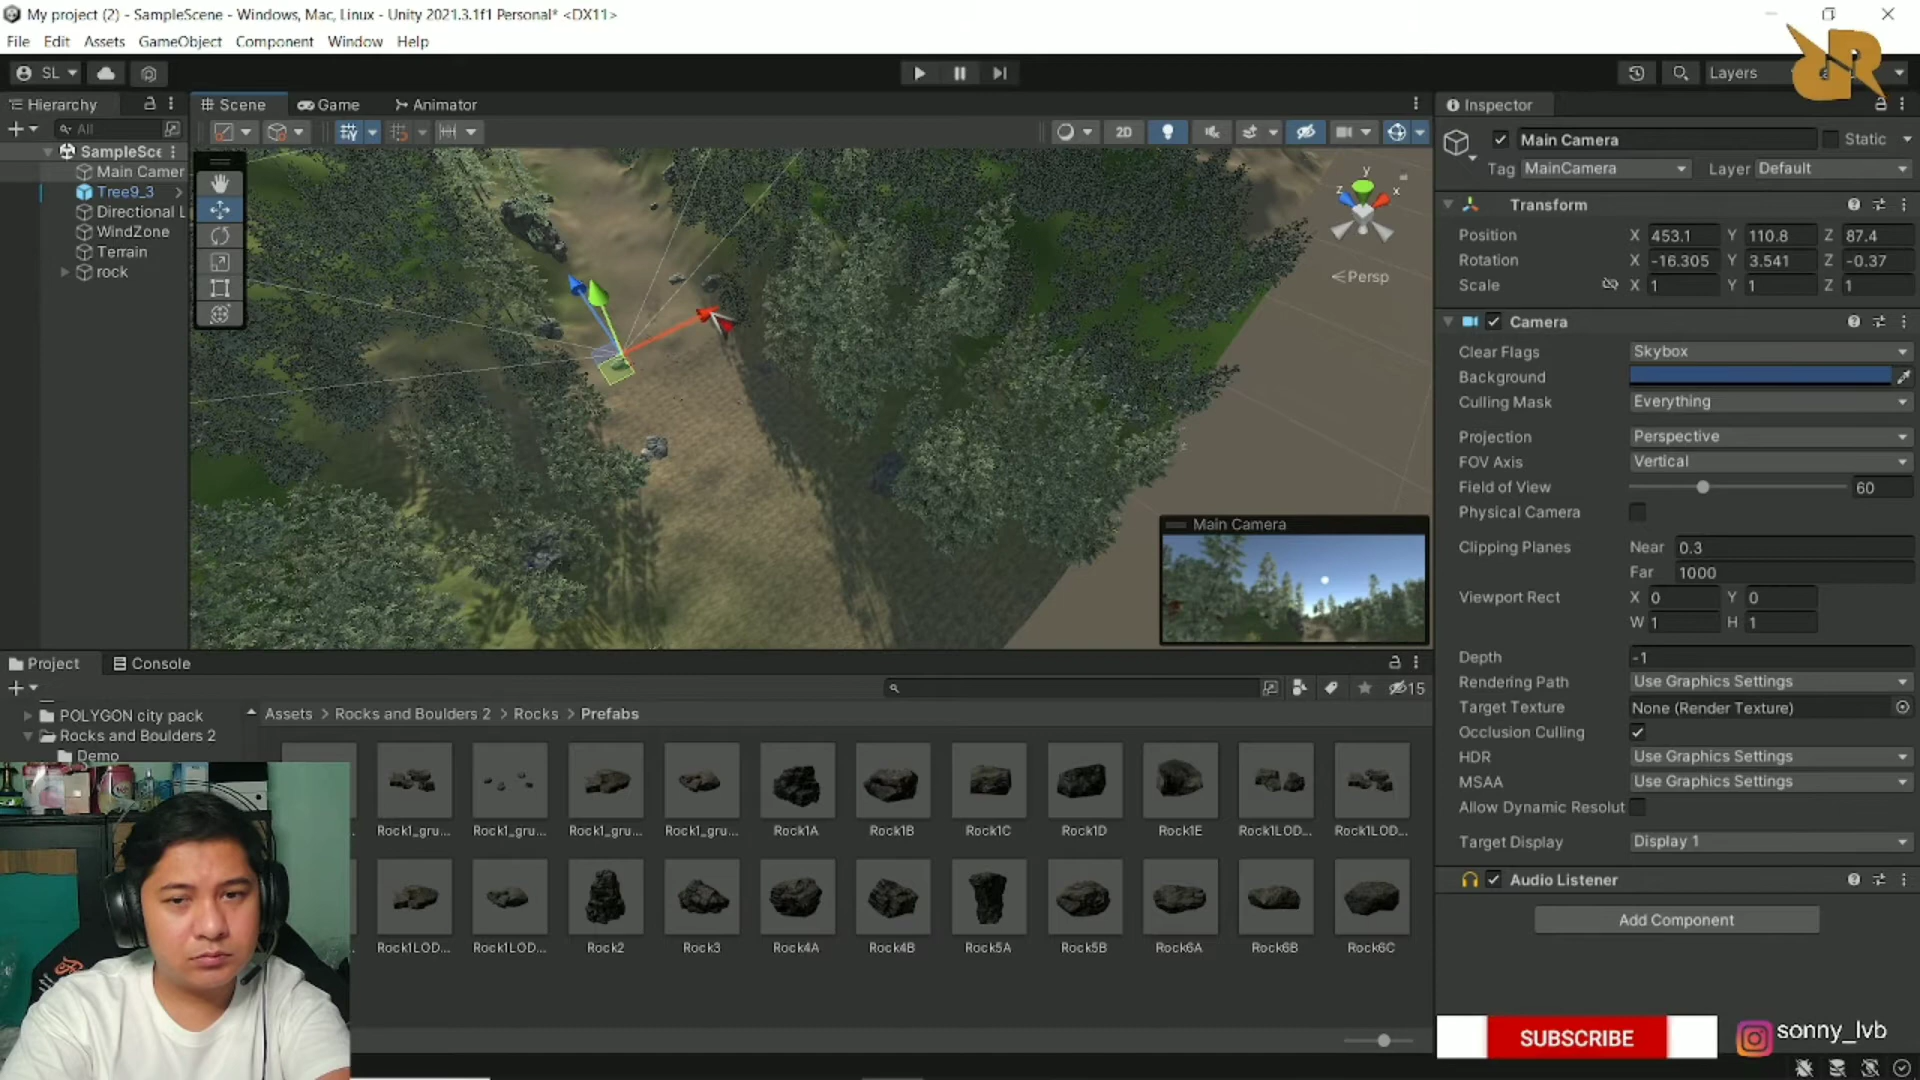 My project (2) - SampleScene - Windows, Mac, Linux - Unity 2021.3.1f1 Personal* <DX11>
File Edit Assets GameObject Component Window Help
SL
Layers
Hierarchy
Scene
Game
Animator
Inspector
All
2D
SampleSce
Main Camer
Tree9_3
Directional L
WindZone
Terrain
rock
y
z
x
Persp
Main Camera
Main Camera
Static
Tag MainCamera Layer Default
Transform
Position X 453.1 Y 110.8 Z 87.4
Rotation X -16.305 Y 3.541 Z -0.37
Scale X 1 Y 1 Z 1
Camera
Clear Flags Skybox
Background
Culling Mask Everything
Projection Perspective
FOV Axis Vertical
Field of View 60
Physical Camera
Clipping Planes Near 0.3
Far 1000
Viewport Rect X 0 Y 0
W 1 H 1
Depth -1
Rendering Path Use Graphics Settings
Target Texture None (Render Texture)
Occlusion Culling
HDR Use Graphics Settings
MSAA Use Graphics Settings
Allow Dynamic Resolut
Target Display Display 1
Audio Listener
Add Component
Project
Console
15
POLYGON city pack
Rocks and Boulders 2
Demo
Assets > Rocks and Boulders 2 > Rocks > Prefabs
Rock1_gru... Rock1_gru... Rock1_gru... Rock1_gru... Rock1A Rock1B Rock1C Rock1D Rock1E Rock1LOD... Rock1LOD...
Rock1LOD... Rock1LOD... Rock2 Rock3 Rock4A Rock4B Rock5A Rock5B Rock6A Rock6B Rock6C
SUBSCRIBE
sonny_lvb